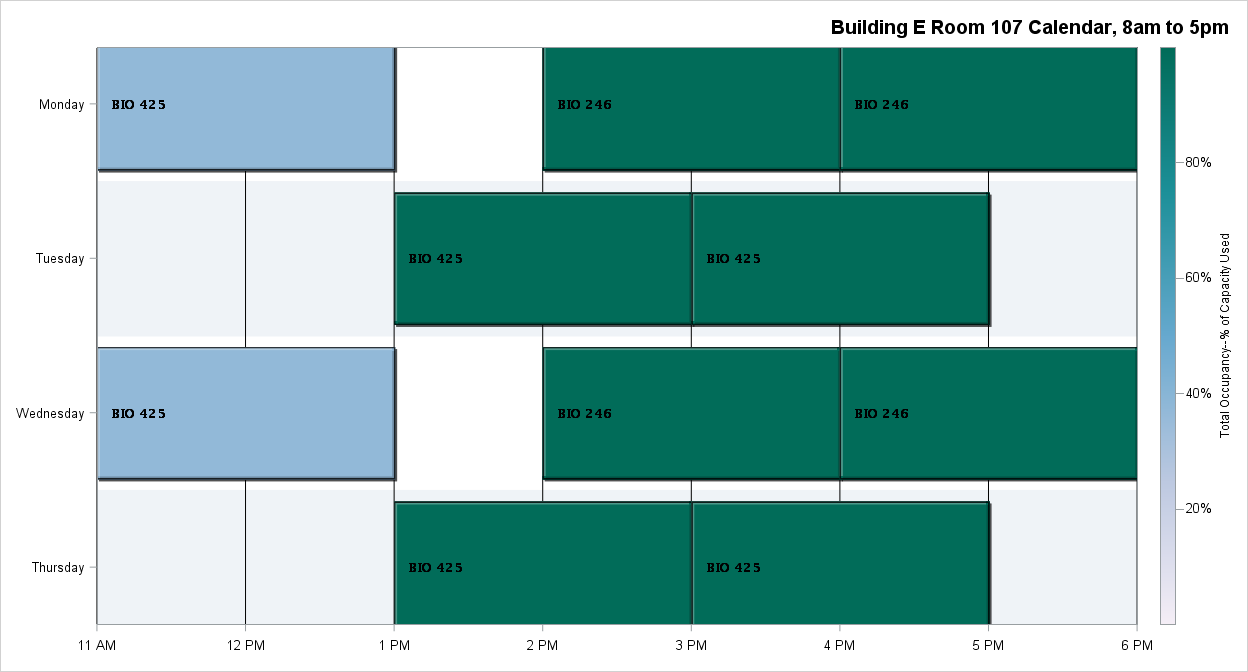 Building E Room 107 Calendar, 8am to 5pm
Monday
BIO 425
BIO 246
BIO 246
Tuesday
BIO 425
BIO 425
Wednesday
BIO 425
BIO 246
BIO 246
Thursday
BIO 425
BIO 425
11 AM
12 PM
1 PM
2 PM
3 PM
4 PM
5 PM
6 PM
80%
60%
40%
20%
Total Occupancy--% of Capacity Used